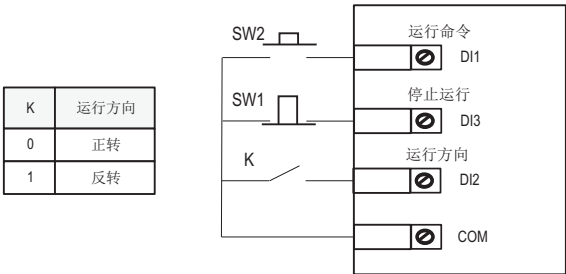 K 运行方向
0 正转
1 反转
SW2
运行命令
DI1
SW1
停止运行
DI3
K
运行方向
DI2
COM